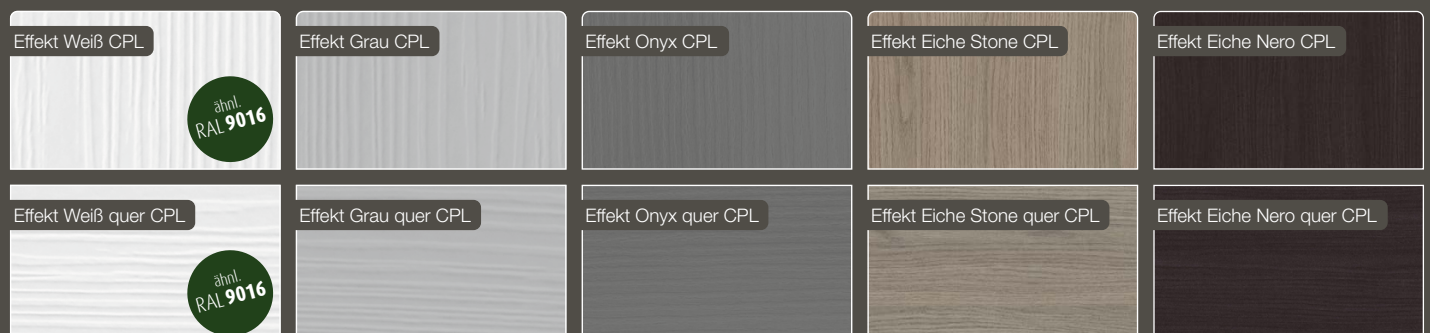 Effekt Weiß CPL
Effekt Grau CPL
Effekt Onyx CPL
Effekt Eiche Stone CPL
Effekt Eiche Nero CPL
ähnl.
RAL 9016
Effekt Weiß quer CPL
Effekt Grau quer CPL
Effekt Onyx quer CPL
Effekt Eiche Stone quer CPL
Effekt Eiche Nero quer CPL
ähnl.
RAL 9016